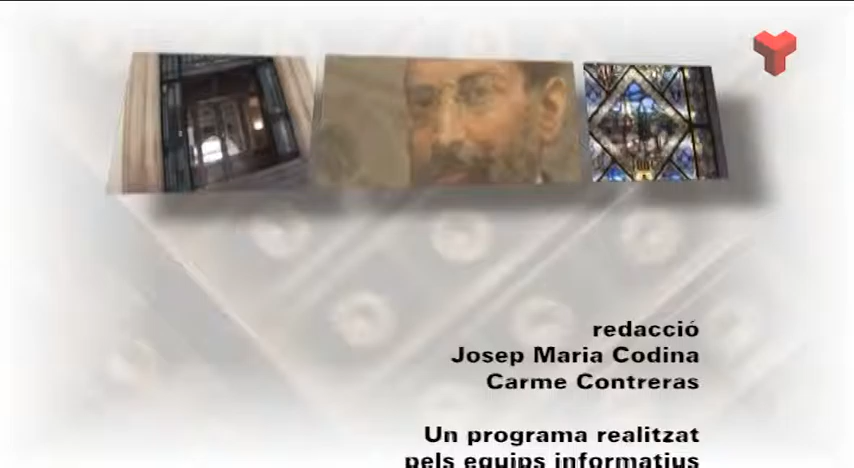 redacció
Josep Maria Codina
Carme Contreras
Un programa realitzat
pels equips informatius